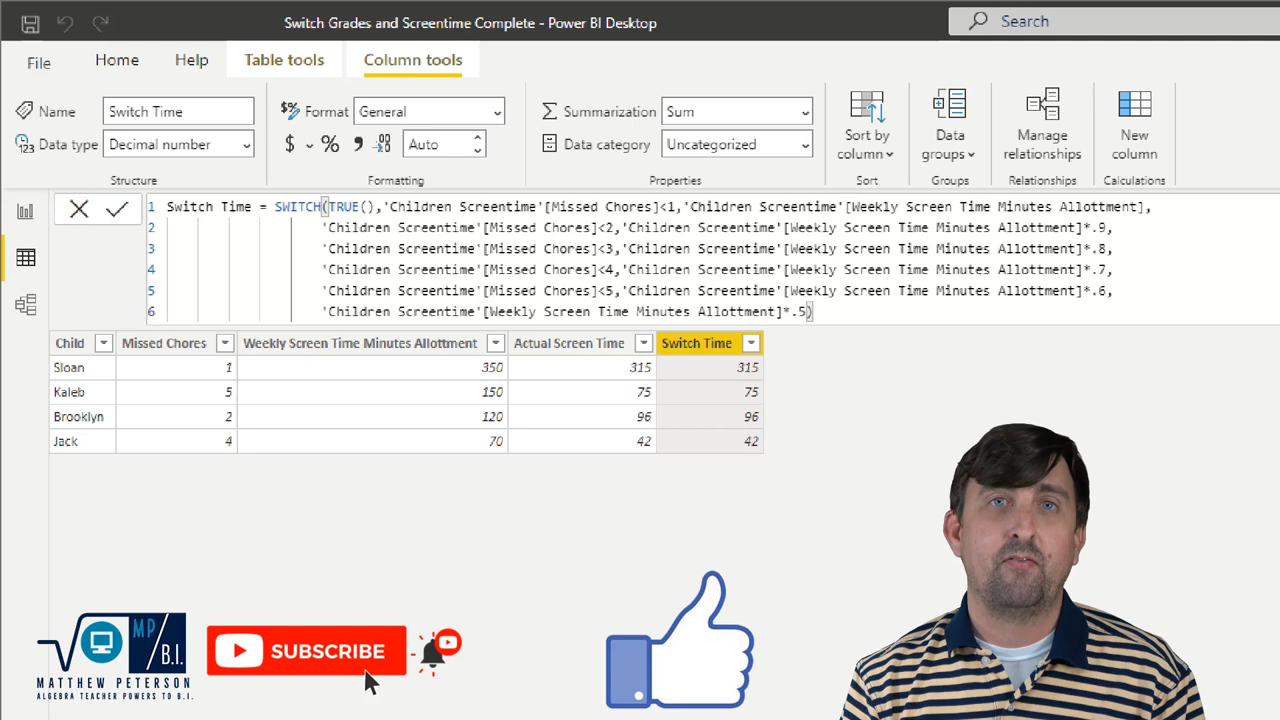 Switch Grades and Screentime Complete - Power BI Desktop
Search
File Home Help Table tools Column tools
Name Switch Time
Format General
Summarization Sum
Data type Decimal number
$ % Auto
Data category Uncategorized
Sort by column
Data groups
Manage relationships
New column
Structure Formatting Properties Sort Groups Relationships Calculations
1 Switch Time = SWITCH(TRUE(),'Children Screentime'[Missed Chores]<1,'Children Screentime'[Weekly Screen Time Minutes Allottment],
2 'Children Screentime'[Missed Chores]<2,'Children Screentime'[Weekly Screen Time Minutes Allottment]*.9,
3 'Children Screentime'[Missed Chores]<3,'Children Screentime'[Weekly Screen Time Minutes Allottment]*.8,
4 'Children Screentime'[Missed Chores]<4,'Children Screentime'[Weekly Screen Time Minutes Allottment]*.7,
5 'Children Screentime'[Missed Chores]<5,'Children Screentime'[Weekly Screen Time Minutes Allottment]*.6,
6 'Children Screentime'[Weekly Screen Time Minutes Allottment]*.5)
Child Missed Chores Weekly Screen Time Minutes Allottment Actual Screen Time Switch Time
Sloan 1 350 315 315
Kaleb 5 150 75 75
Brooklyn 2 120 96 96
Jack 4 70 42 42
MP
B.I.
MATTHEW PETERSON
ALGEBRA TEACHER POWERS TO B.I.
SUBSCRIBE